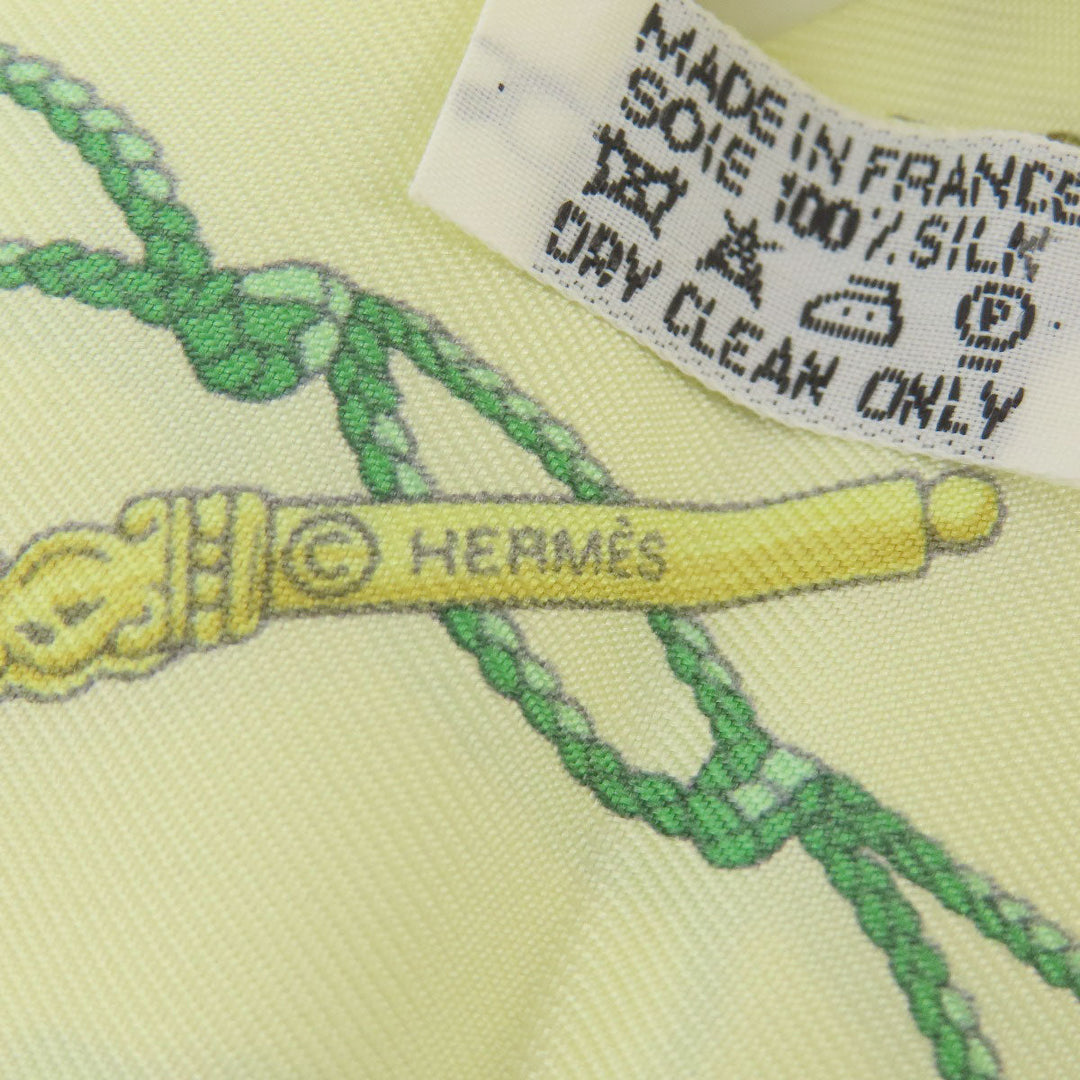 MADE IN FRANCE
SOIE 100% SILK
F
DRY CLEAN ONLY
© HERMÈS